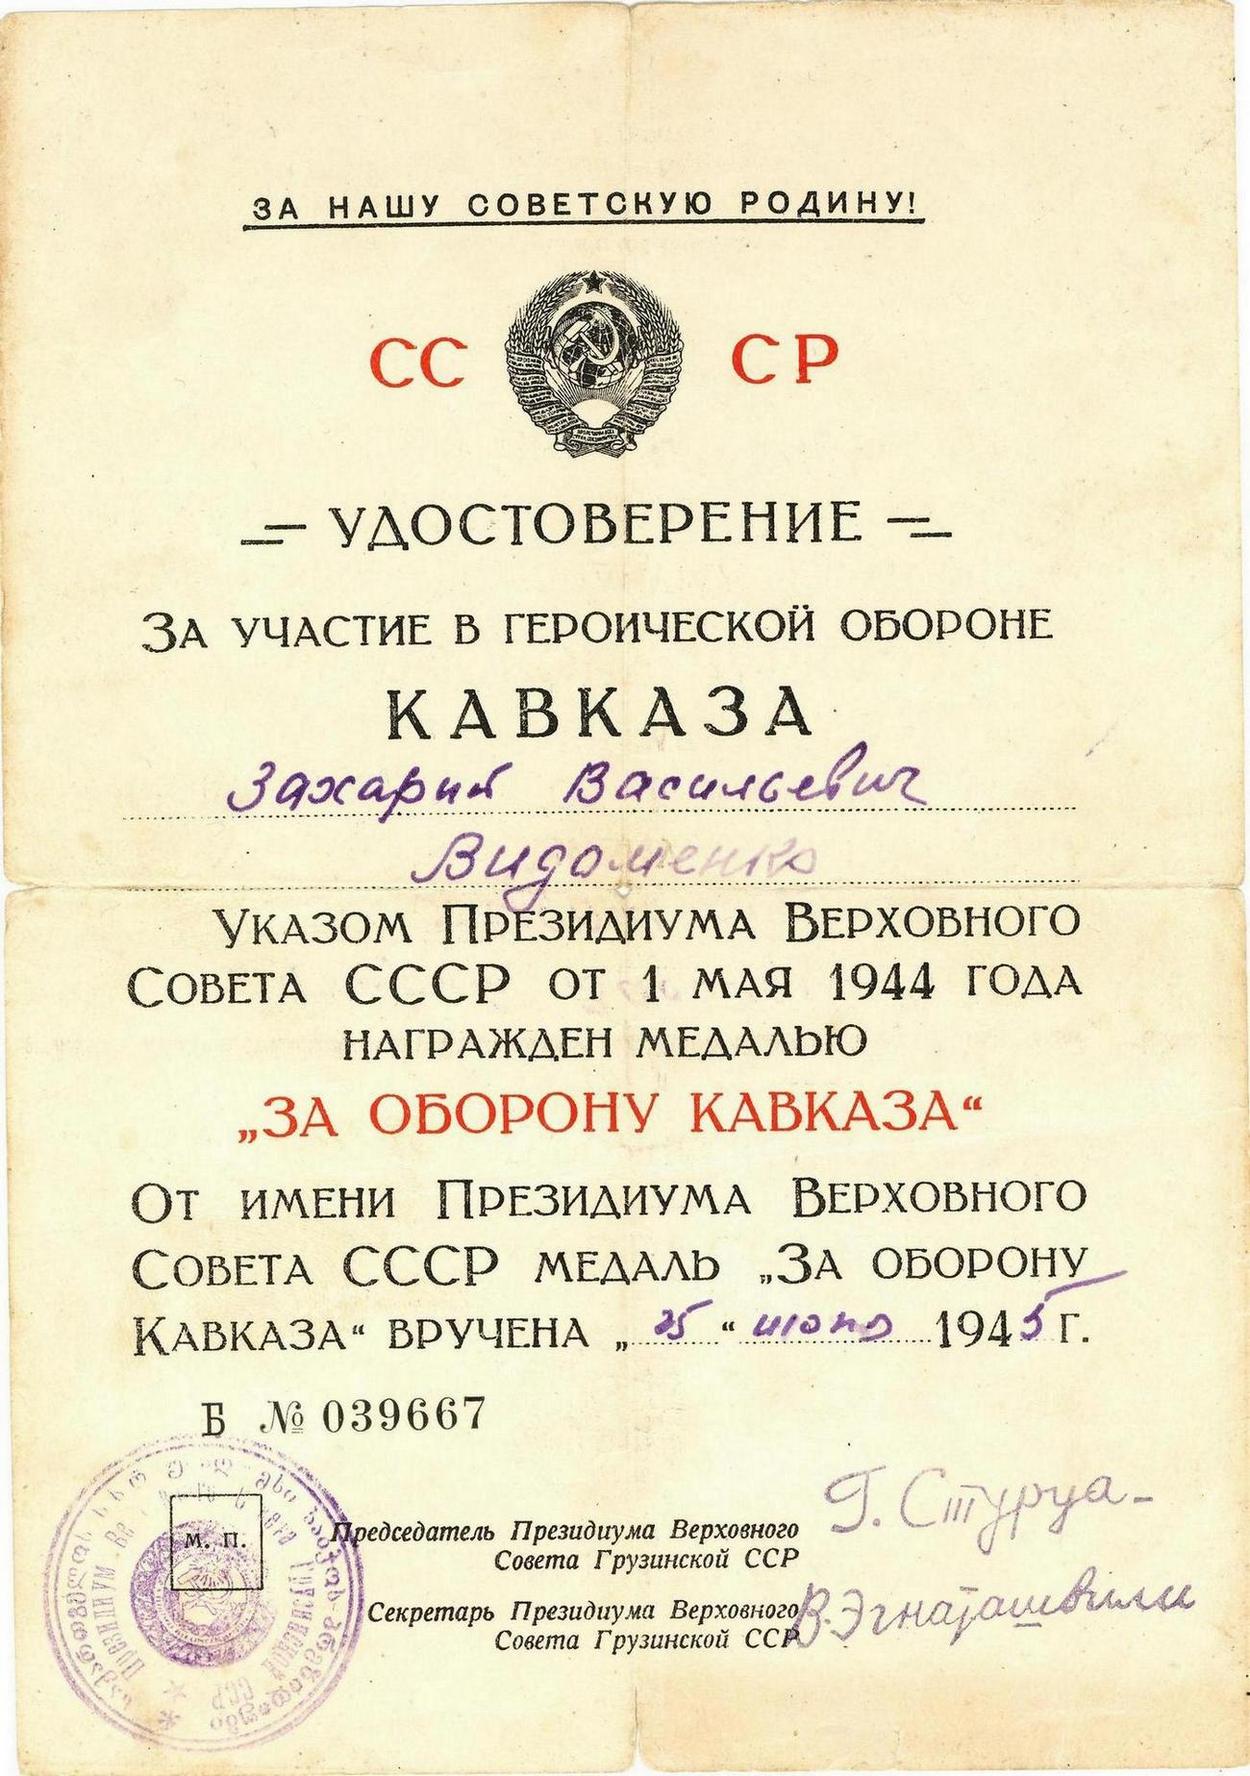 ЗА НАШУ СОВЕТСКУЮ РОДИНУ!
СС СР
УДОСТОВЕРЕНИЕ
ЗА УЧАСТИЕ В ГЕРОИЧЕСКОЙ ОБОРОНЕ
КАВКАЗА
Захарий Васильевич
Видоменко
УКАЗОМ ПРЕЗИДИУМА ВЕРХОВНОГО
СОВЕТА СССР ОТ 1 МАЯ 1944 ГОДА
НАГРАЖДЕН МЕДАЛЬЮ
„ЗА ОБОРОНУ КАВКАЗА“
ОТ ИМЕНИ ПРЕЗИДИУМА ВЕРХОВНОГО
СОВЕТА СССР МЕДАЛЬ „ЗА ОБОРОНУ
КАВКАЗА“ ВРУЧЕНА „25“ июня 1945 Г.
Б № 039667
М. П.
Председатель Президиума Верховного
Совета Грузинской ССР
Г. Стуруа
Секретарь Президиума Верховного
Совета Грузинской ССР
В. Эгнаташвили